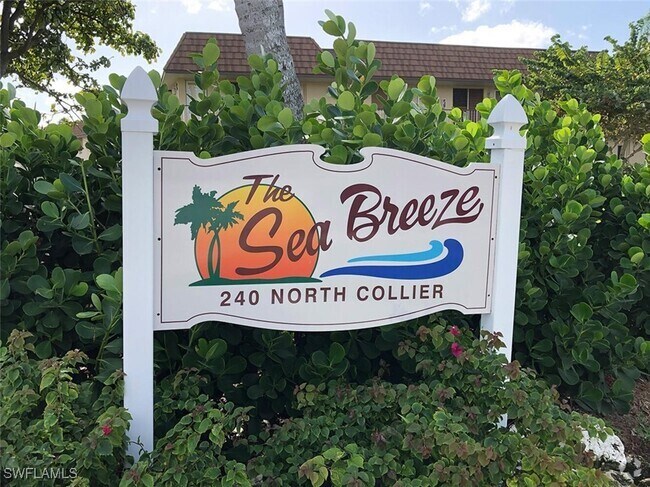 The
Sea Breeze
240 NORTH COLLIER
SWFLAMLS